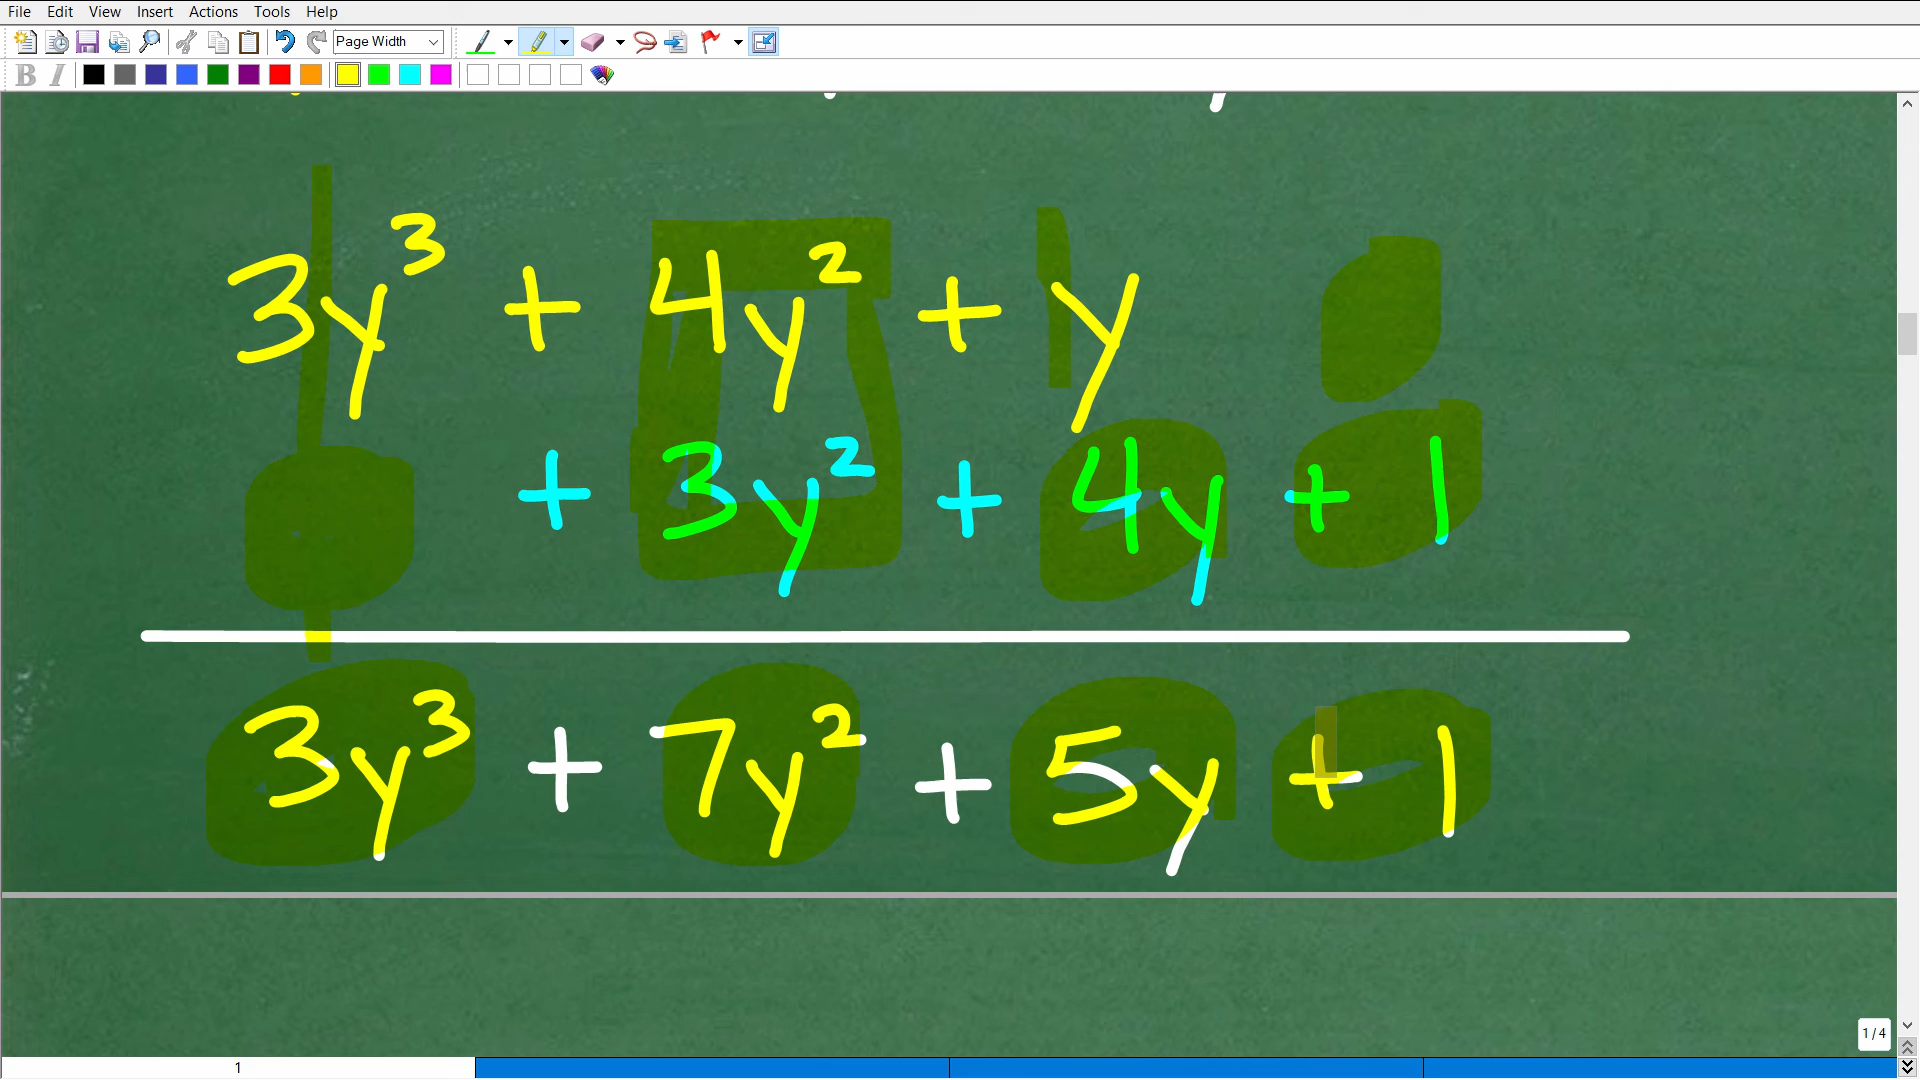 File Edit View Insert Actions Tools Help
Page Width
B I
3y³ + 4y² + y
+ 3y² + 4y + 1
3y³ + 7y² + 5y + 1
1 / 4
1